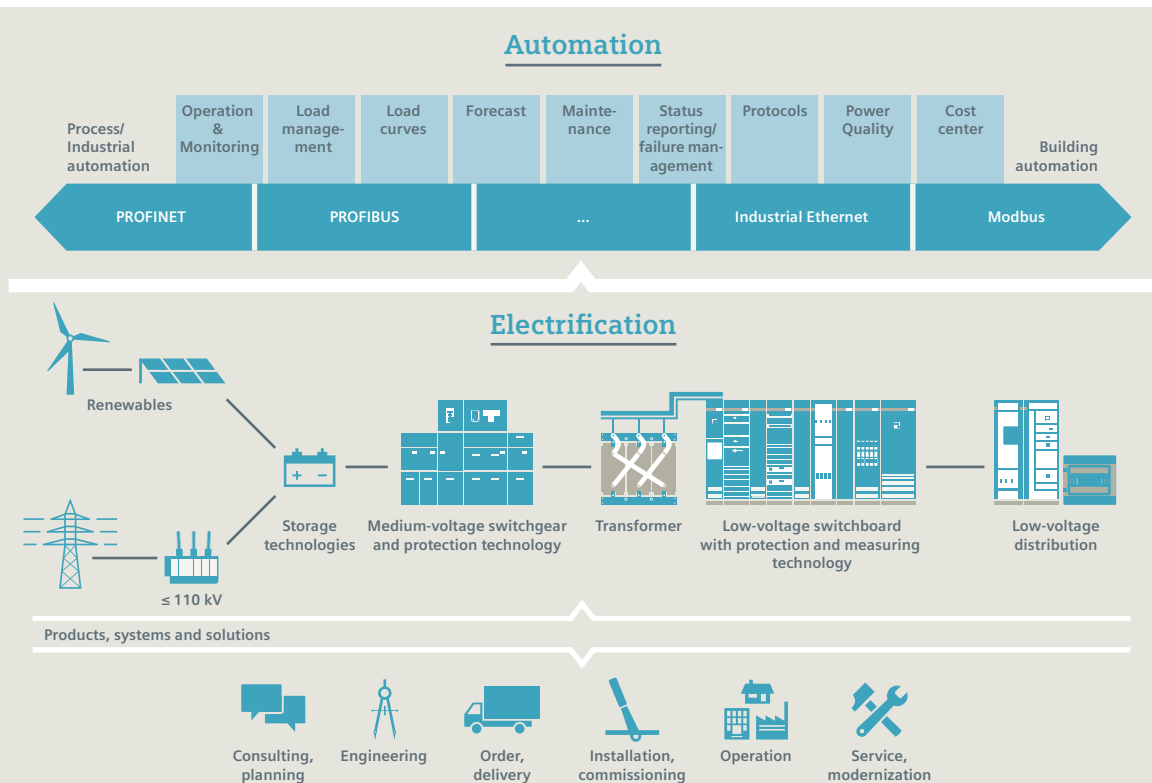 Automation
Process/
Industrial
automation
Operation
&
Monitoring
Load
manage-
ment
Load
curves
Forecast
Mainte-
nance
Status
reporting/
failure man-
agement
Protocols
Power
Quality
Cost
center
Building
automation
PROFINET
PROFIBUS
...
Industrial Ethernet
Modbus
Electrification
Renewables
≤ 110 kV
Storage
technologies
Medium-voltage switchgear
and protection technology
Transformer
Low-voltage switchboard
with protection and measuring
technology
Low-voltage
distribution
Products, systems and solutions
Consulting,
planning
Engineering
Order,
delivery
Installation,
commissioning
Operation
Service,
modernization